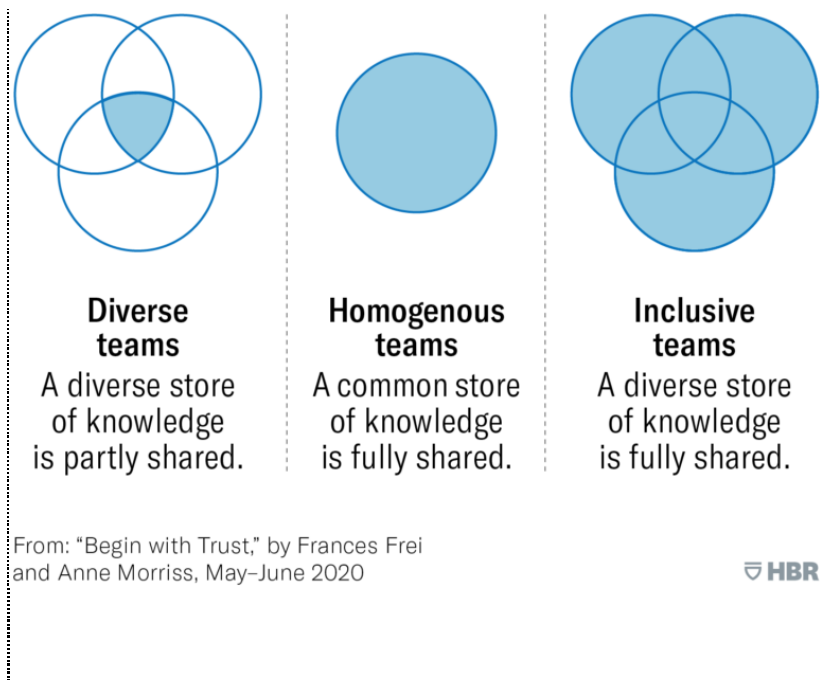 Diverse
teams
A diverse store
of knowledge
is partly shared.
Homogenous
teams
A common store
of knowledge
is fully shared.
Inclusive
teams
A diverse store
of knowledge
is fully shared.
From: “Begin with Trust,” by Frances Frei
and Anne Morriss, May–June 2020
HBR